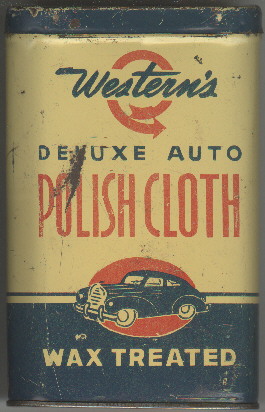 Western's
DELUXE AUTO
POLISH CLOTH
WAX TREATED